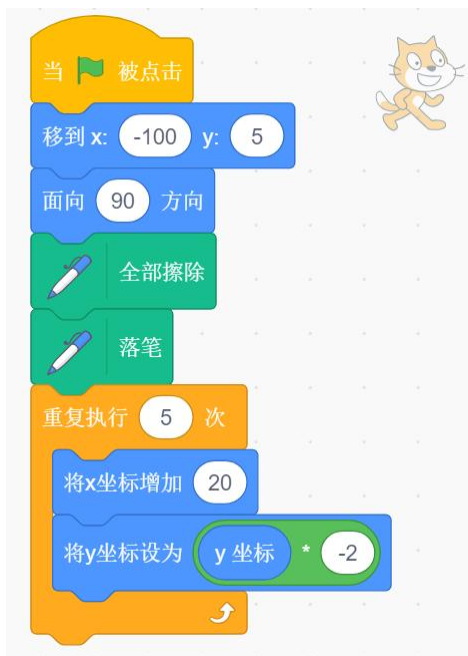 当 被点击
移到 x: -100 y: 5
面向 90 方向
全部擦除
落笔
重复执行 5 次
将x坐标增加 20
将y坐标设为 y 坐标 * -2